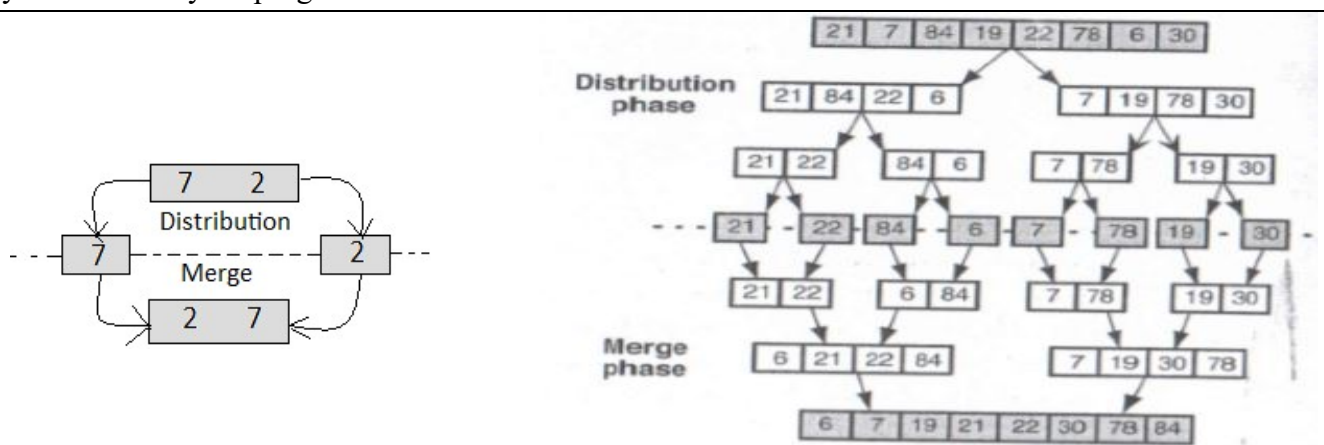 7 2
Distribution
7 2
Merge
2 7
21 7 84 19 22 78 6 30
Distribution
phase
21 84 22 6 7 19 78 30
21 22 84 6 7 78 19 30
21 22 84 6 7 78 19 30
21 22 6 84 7 78 19 30
Merge
phase
6 21 22 84 7 19 30 78
6 7 19 21 22 30 78 84